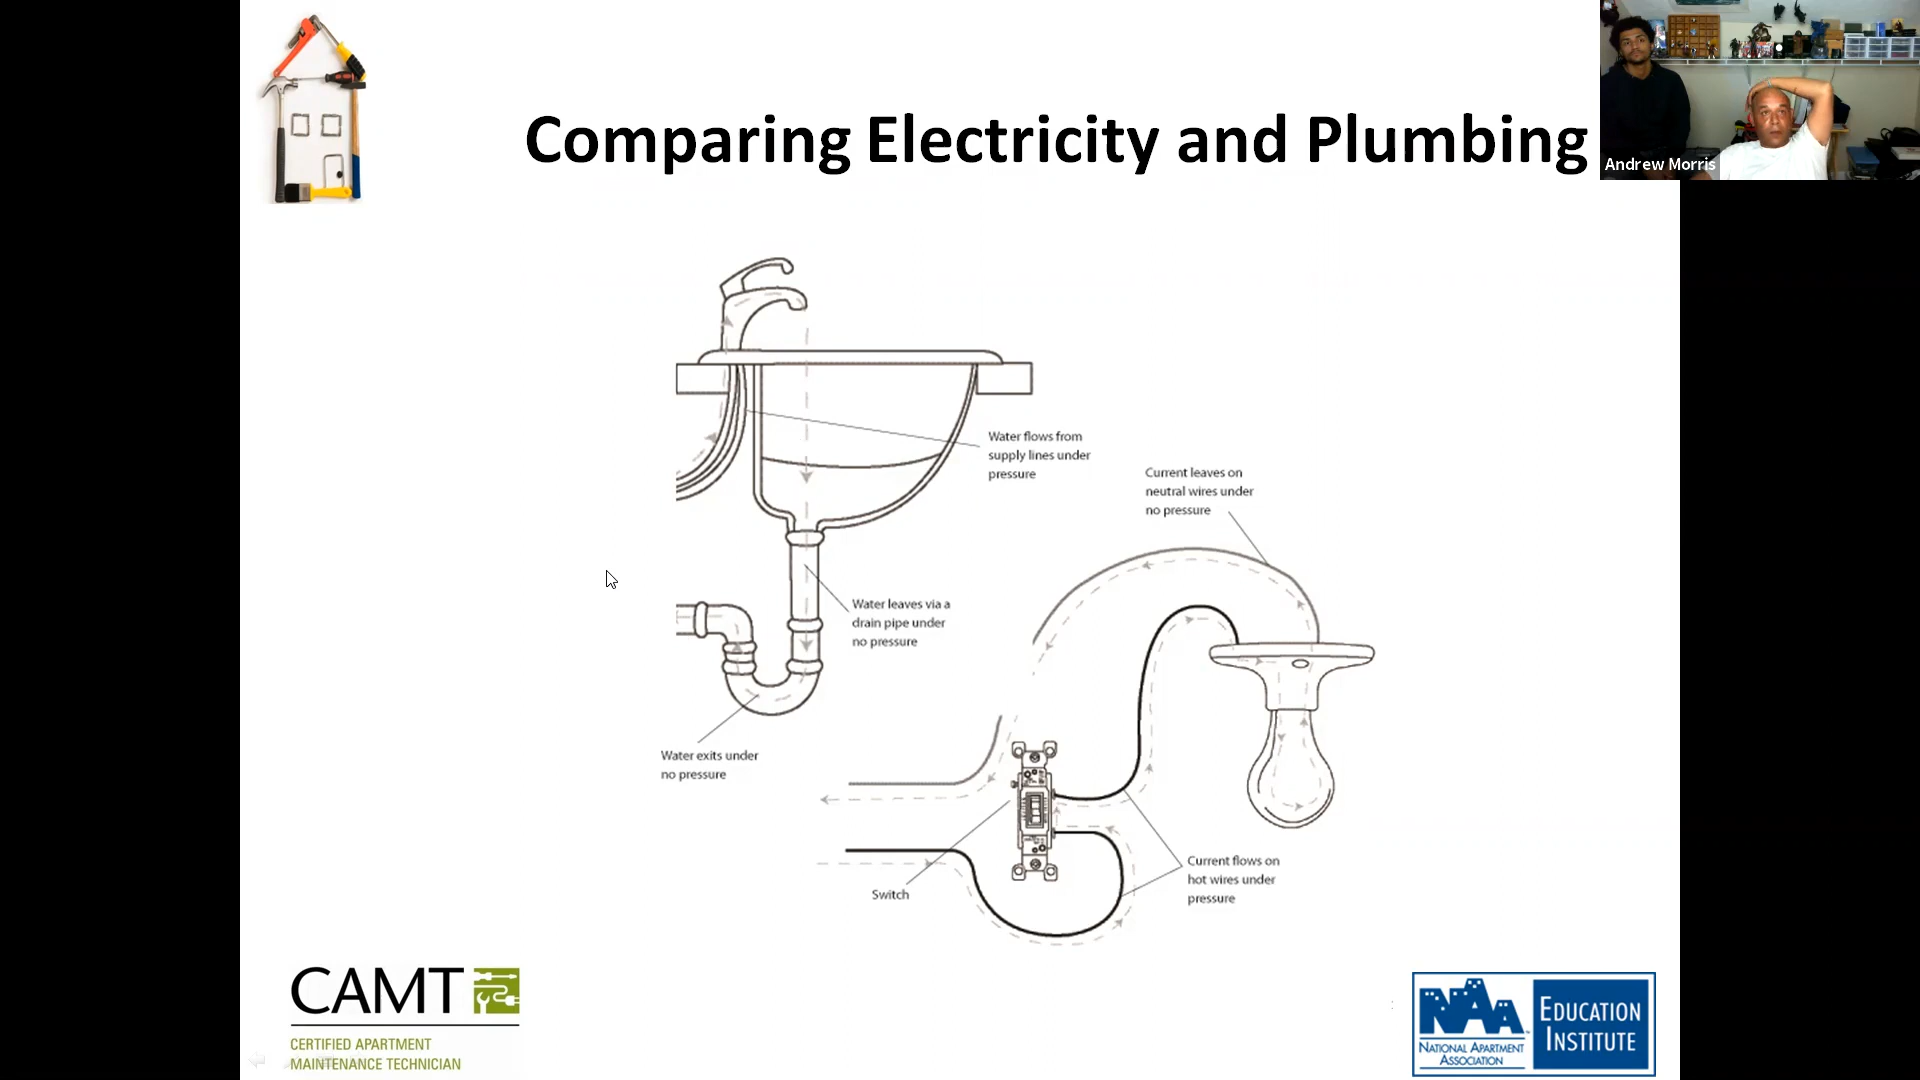 Comparing Electricity and Plumbing
Andrew Morris
Water flows from
supply lines under
pressure
Current leaves on
neutral wires under
no pressure
Water leaves via a
drain pipe under
no pressure
Water exits under
no pressure
Switch
Current flows on
hot wires under
pressure
CAMT
CERTIFIED APARTMENT
MAINTENANCE TECHNICIAN
NAA
NATIONAL APARTMENT
ASSOCIATION
EDUCATION
INSTITUTE